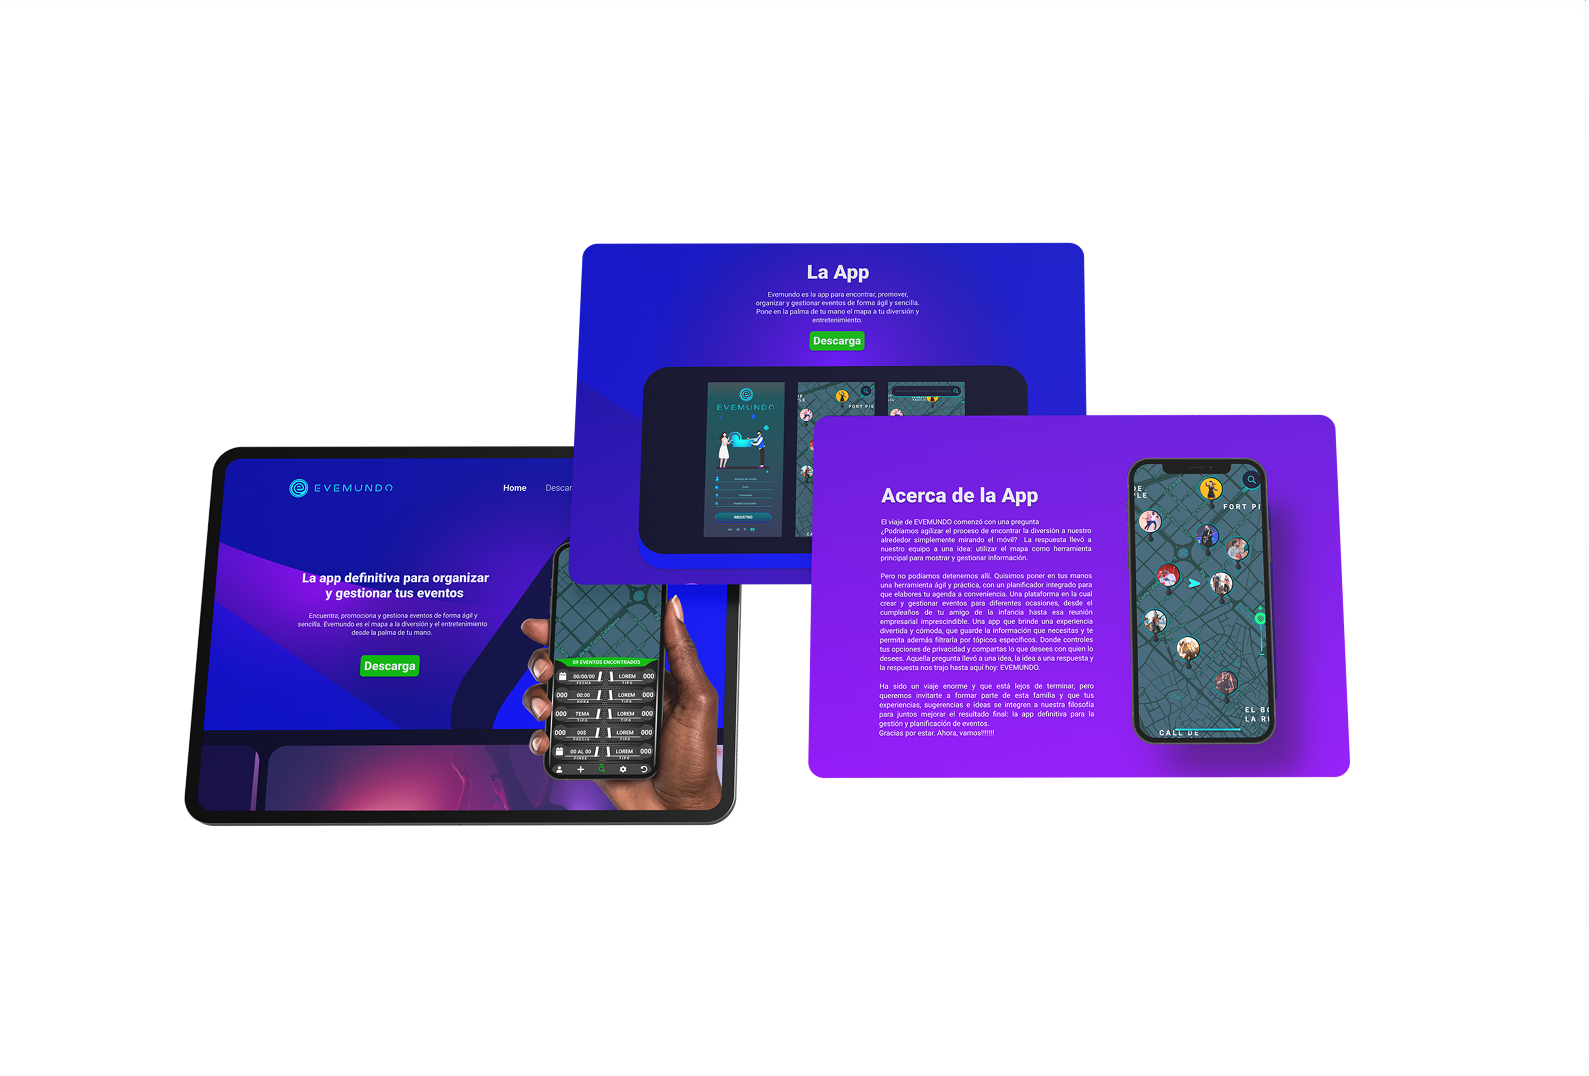 La App
Evemundo es la app para encontrar, promover,
organizar y gestionar eventos de forma ágil y sencilla.
Pone en la palma de tu mano el mapa a tu diversión y
entretenimiento.
Descarga
EVEMUNDO
REGISTRO
FORT PIE
EVEMUNDO
Home
Descar
La app definitiva para organizar
y gestionar tus eventos
Encuentra, promociona y gestiona eventos de forma ágil y
sencilla. Evemundo es el mapa a la diversión y el entretenimiento
desde la palma de tu mano.
Descarga
09 EVENTOS ENCONTRADOS
00/00/00 LOREM 000
FECHA TIPO
000 00:00 LOREM 000
HORA TIPO
000 TEMA LOREM 000
TIPO TIPO
000 00$ LOREM 000
PRECIO TIPO
00 AL 00 LOREM 000
FINDE TIPO
Acerca de la App
El viaje de EVEMUNDO comenzó con una pregunta
¿Podríamos agilizar el proceso de encontrar la diversión a nuestro
alrededor simplemente mirando el móvil? La respuesta llevó a
nuestro equipo a una idea: utilizar el mapa como herramienta
principal para mostrar y gestionar información.
Pero no podíamos detenernos allí. Quisimos poner en tus manos
una herramienta ágil y práctica, con un planificador integrado para
que elabores tu agenda a conveniencia. Una plataforma en la cual
crear y gestionar eventos para diferentes ocasiones, desde el
cumpleaños de tu amigo de la infancia hasta esa reunión
empresarial imprescindible. Una app que brinde una experiencia
divertida y cómoda, que guarde la información que necesitas y te
permita además filtrarla por tópicos específicos. Donde controles
tus opciones de privacidad y compartas lo que desees con quien lo
desees. Aquella pregunta llevó a una idea, la idea a una respuesta y
la respuesta nos trajo hasta aquí hoy: EVEMUNDO.
Ha sido un viaje enorme y que está lejos de terminar, pero
queremos invitarte a formar parte de esta familia y que tus
experiencias, sugerencias e ideas se integren a nuestra filosofía
para juntos mejorar el resultado final: la app definitiva para la
gestión y planificación de eventos.
Gracias por estar. Ahora, vamos!!!!!!!
DE
PLE
FORT PI
EL BO
LA RI
CALL DE